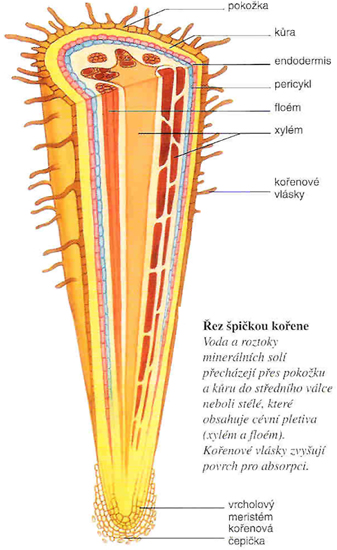 pokožka
kůra
endodermis
pericykl
floém
xylém
kořenové
vlásky
Řez špičkou kořene
Voda a roztoky
minerálních solí
přecházejí přes pokožku
a kůru do středního válce
neboli stélé, které
obsahuje cévní pletiva
(xylém a floém).
Kořenové vlásky zvyšují
povrch pro absorpci.
vrcholový
meristém
kořenová
čepička